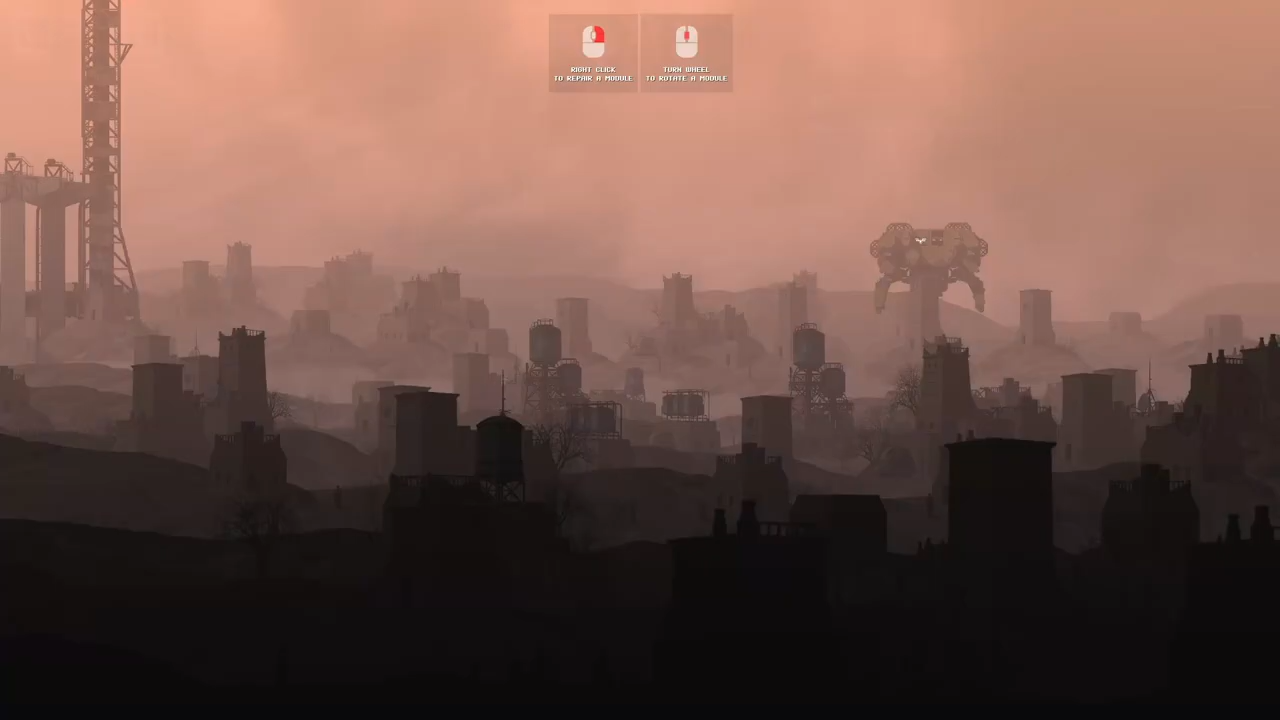 RIGHT CLICK
TO REPAIR A MODULE
TURN WHEEL
TO ROTATE A MODULE